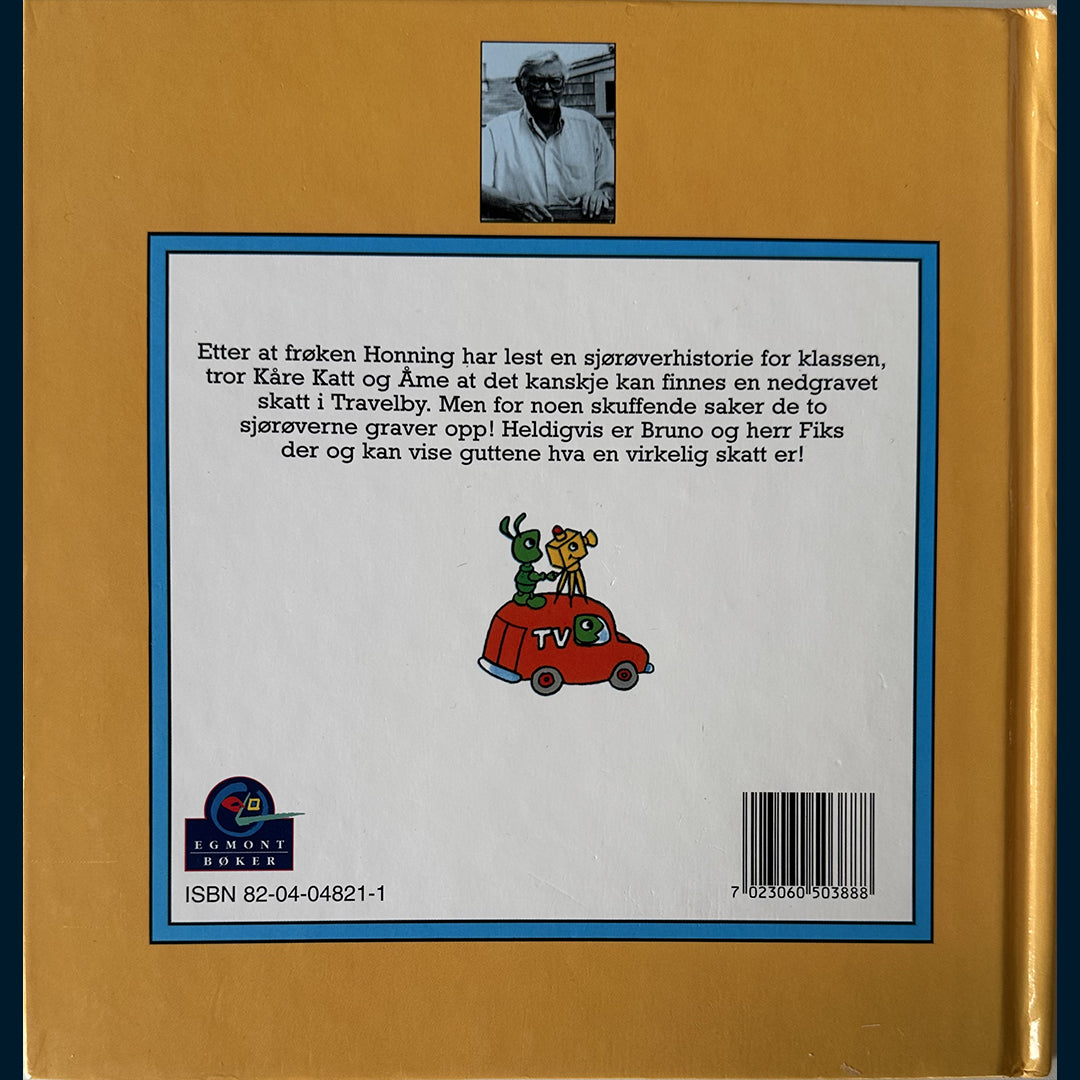 Etter at frøken Honning har lest en sjørøverhistorie for klassen,
tror Kåre Katt og Åme at det kanskje kan finnes en nedgravet
skatt i Travelby. Men for noen skuffende saker de to
sjørøverne graver opp! Heldigvis er Bruno og herr Fiks
der og kan vise guttene hva en virkelig skatt er!
TV
EGMONT
BØKER
ISBN 82-04-04821-1
7 023060 503888